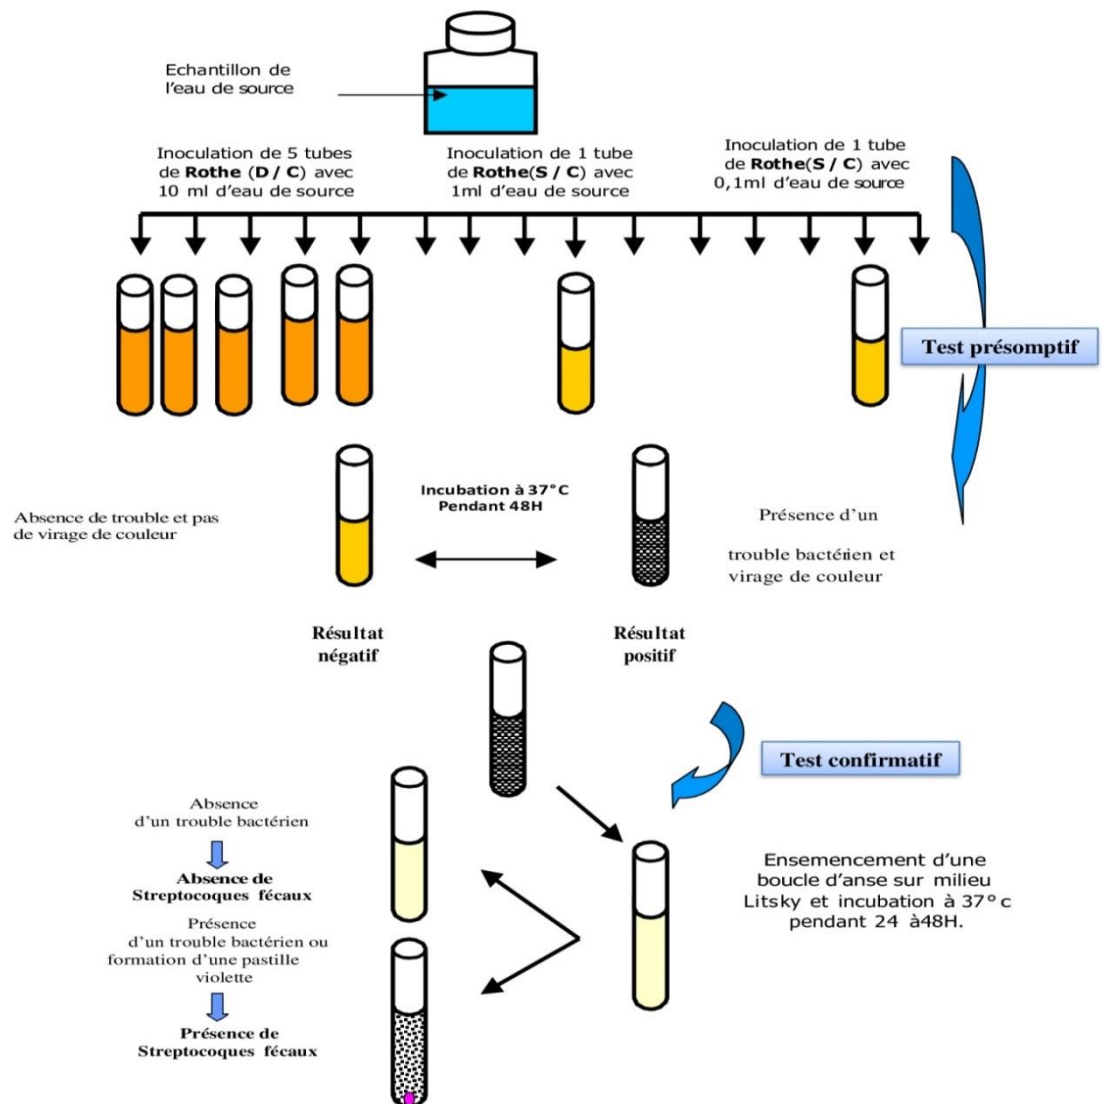 Echantillon de
l'eau de source
Inoculation de 5 tubes
de Rothe (D / C) avec
10 ml d'eau de source
Inoculation de 1 tube
de Rothe(S / C) avec
1ml d'eau de source
Inoculation de 1 tube
de Rothe(S / C) avec
0,1ml d'eau de source
Test présomptif
Absence de trouble et pas
de virage de couleur
Incubation à 37°C
Pendant 48H
Présence d'un
trouble bactérien et
virage de couleur
Résultat
négatif
Résultat
positif
Test confirmatif
Absence
d'un trouble bactérien
Absence de
Streptocoques fécaux
Présence
d'un trouble bactérien ou
formation d'une pastille
violette
Présence de
Streptocoques fécaux
Ensemencement d'une
boucle d'anse sur milieu
Litsky et incubation à 37°c
pendant 24 à48H.